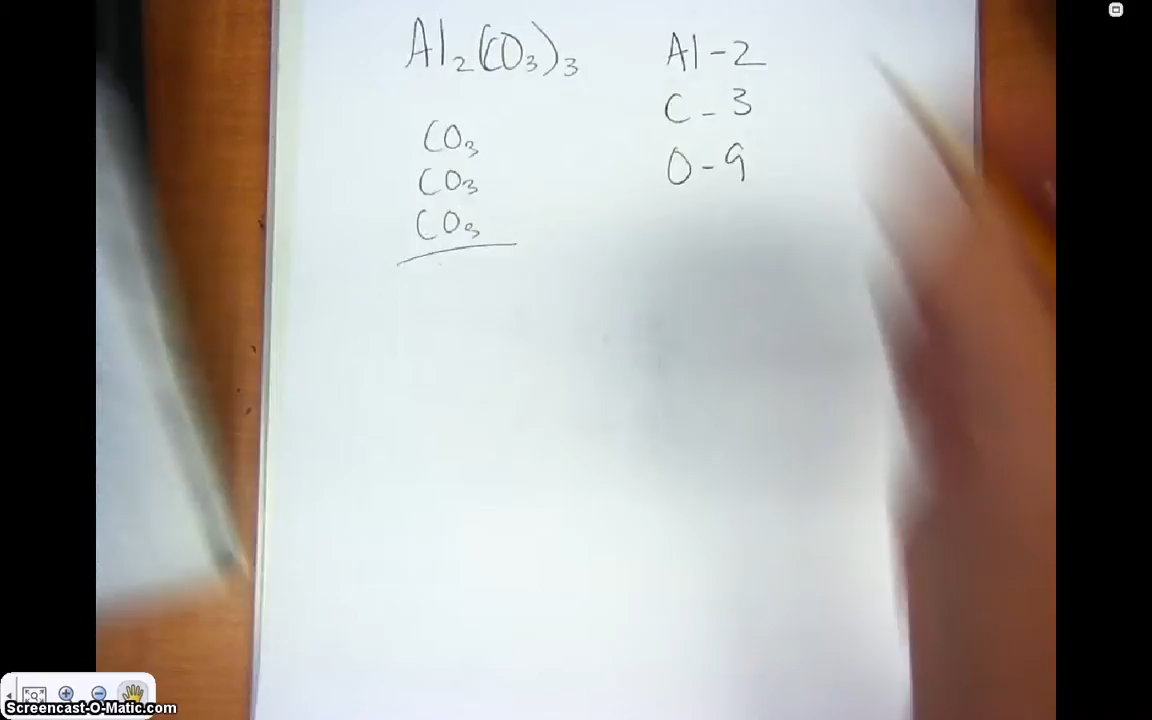 Al₂(CO₃)₃
Al - 2
C - 3
O - 9
CO₃
CO₃
CO₃
Screencast-O-Matic.com